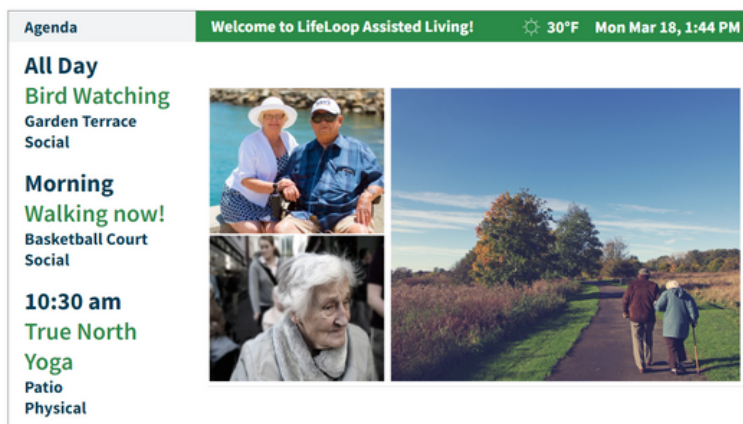 Agenda
Welcome to LifeLoop Assisted Living!
30°F
Mon Mar 18, 1:44 PM
All Day
Bird Watching
Garden Terrace
Social
Morning
Walking now!
Basketball Court
Social
10:30 am
True North
Yoga
Patio
Physical